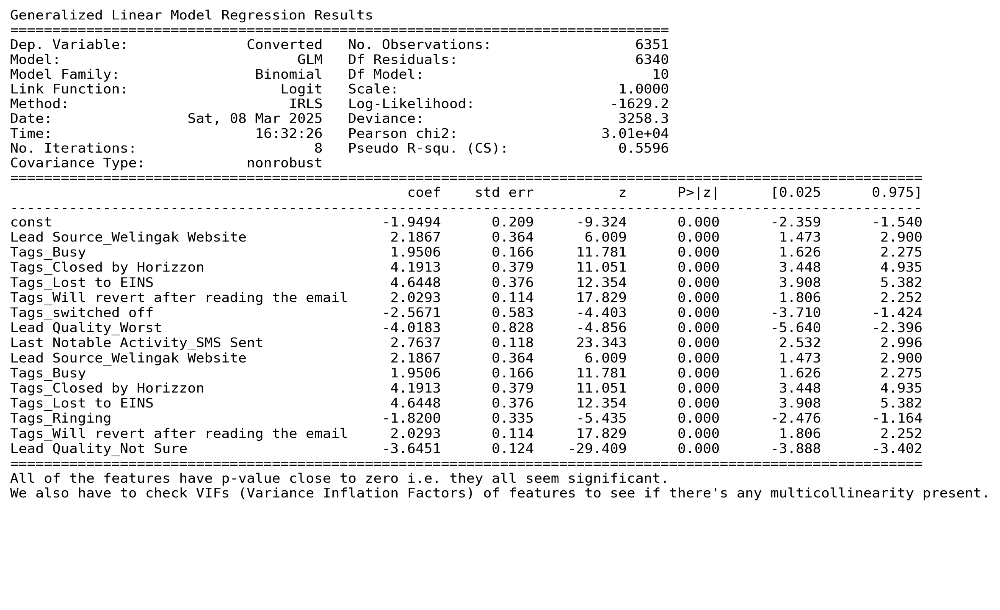 Generalized Linear Model Regression Results
==============================================================================
Dep. Variable:              Converted   No. Observations:                 6351
Model:                            GLM   Df Residuals:                     6340
Model Family:                Binomial   Df Model:                           10
Link Function:                  Logit   Scale:                          1.0000
Method:                          IRLS   Log-Likelihood:                -1629.2
Date:                Sat, 08 Mar 2025   Deviance:                       3258.3
Time:                        16:32:26   Pearson chi2:                 3.01e+04
No. Iterations:                     8   Pseudo R-squ. (CS):             0.5596
Covariance Type:            nonrobust
============================================================================================================
                                               coef    std err          z      P>|z|      [0.025      0.975]
------------------------------------------------------------------------------------------------------------
const                                       -1.9494      0.209     -9.324      0.000      -2.359      -1.540
Lead Source_Welingak Website                 2.1867      0.364      6.009      0.000       1.473       2.900
Tags_Busy                                    1.9506      0.166     11.781      0.000       1.626       2.275
Tags_Closed by Horizzon                      4.1913      0.379     11.051      0.000       3.448       4.935
Tags_Lost to EINS                            4.6448      0.376     12.354      0.000       3.908       5.382
Tags_Will revert after reading the email     2.0293      0.114     17.829      0.000       1.806       2.252
Tags_switched off                           -2.5671      0.583     -4.403      0.000      -3.710      -1.424
Lead Quality_Worst                          -4.0183      0.828     -4.856      0.000      -5.640      -2.396
Last Notable Activity_SMS Sent               2.7637      0.118     23.343      0.000       2.532       2.996
Lead Source_Welingak Website                 2.1867      0.364      6.009      0.000       1.473       2.900
Tags_Busy                                    1.9506      0.166     11.781      0.000       1.626       2.275
Tags_Closed by Horizzon                      4.1913      0.379     11.051      0.000       3.448       4.935
Tags_Lost to EINS                            4.6448      0.376     12.354      0.000       3.908       5.382
Tags_Ringing                                -1.8200      0.335     -5.435      0.000      -2.476      -1.164
Tags_Will revert after reading the email     2.0293      0.114     17.829      0.000       1.806       2.252
Lead Quality_Not Sure                       -3.6451      0.124    -29.409      0.000      -3.888      -3.402
============================================================================================================
All of the features have p-value close to zero i.e. they all seem significant.
We also have to check VIFs (Variance Inflation Factors) of features to see if there's any multicollinearity present.